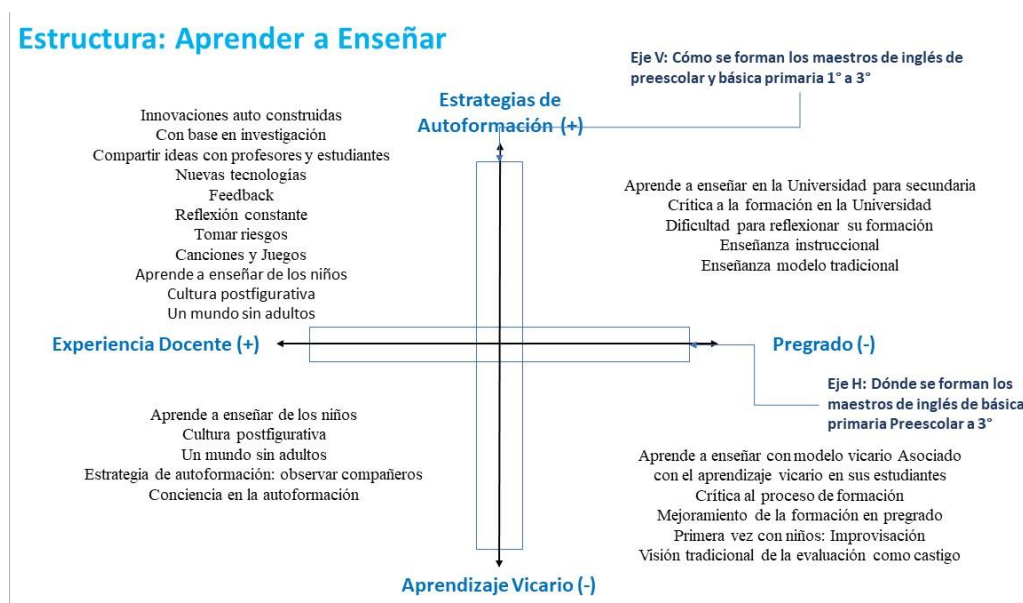 Estructura: Aprender a Enseñar
Eje V: Cómo se forman los maestros de inglés de
preescolar y básica primaria 1° a 3°
Estrategias de
Autoformación (+)
Innovaciones auto construidas
Con base en investigación
Compartir ideas con profesores y estudiantes
Nuevas tecnologías
Feedback
Reflexión constante
Tomar riesgos
Canciones y Juegos
Aprende a enseñar de los niños
Cultura postfigurativa
Un mundo sin adultos
Aprende a enseñar en la Universidad para secundaria
Crítica a la formación en la Universidad
Dificultad para reflexionar su formación
Enseñanza instruccional
Enseñanza modelo tradicional
Experiencia Docente (+)
Pregrado (-)
Eje H: Dónde se forman los
maestros de inglés de básica
primaria Preescolar a 3°
Aprende a enseñar de los niños
Cultura postfigurativa
Un mundo sin adultos
Estrategia de autoformación: observar compañeros
Conciencia en la autoformación
Aprende a enseñar con modelo vicario Asociado
con el aprendizaje vicario en sus estudiantes
Crítica al proceso de formación
Mejoramiento de la formación en pregrado
Primera vez con niños: Improvisación
Visión tradicional de la evaluación como castigo
Aprendizaje Vicario (-)